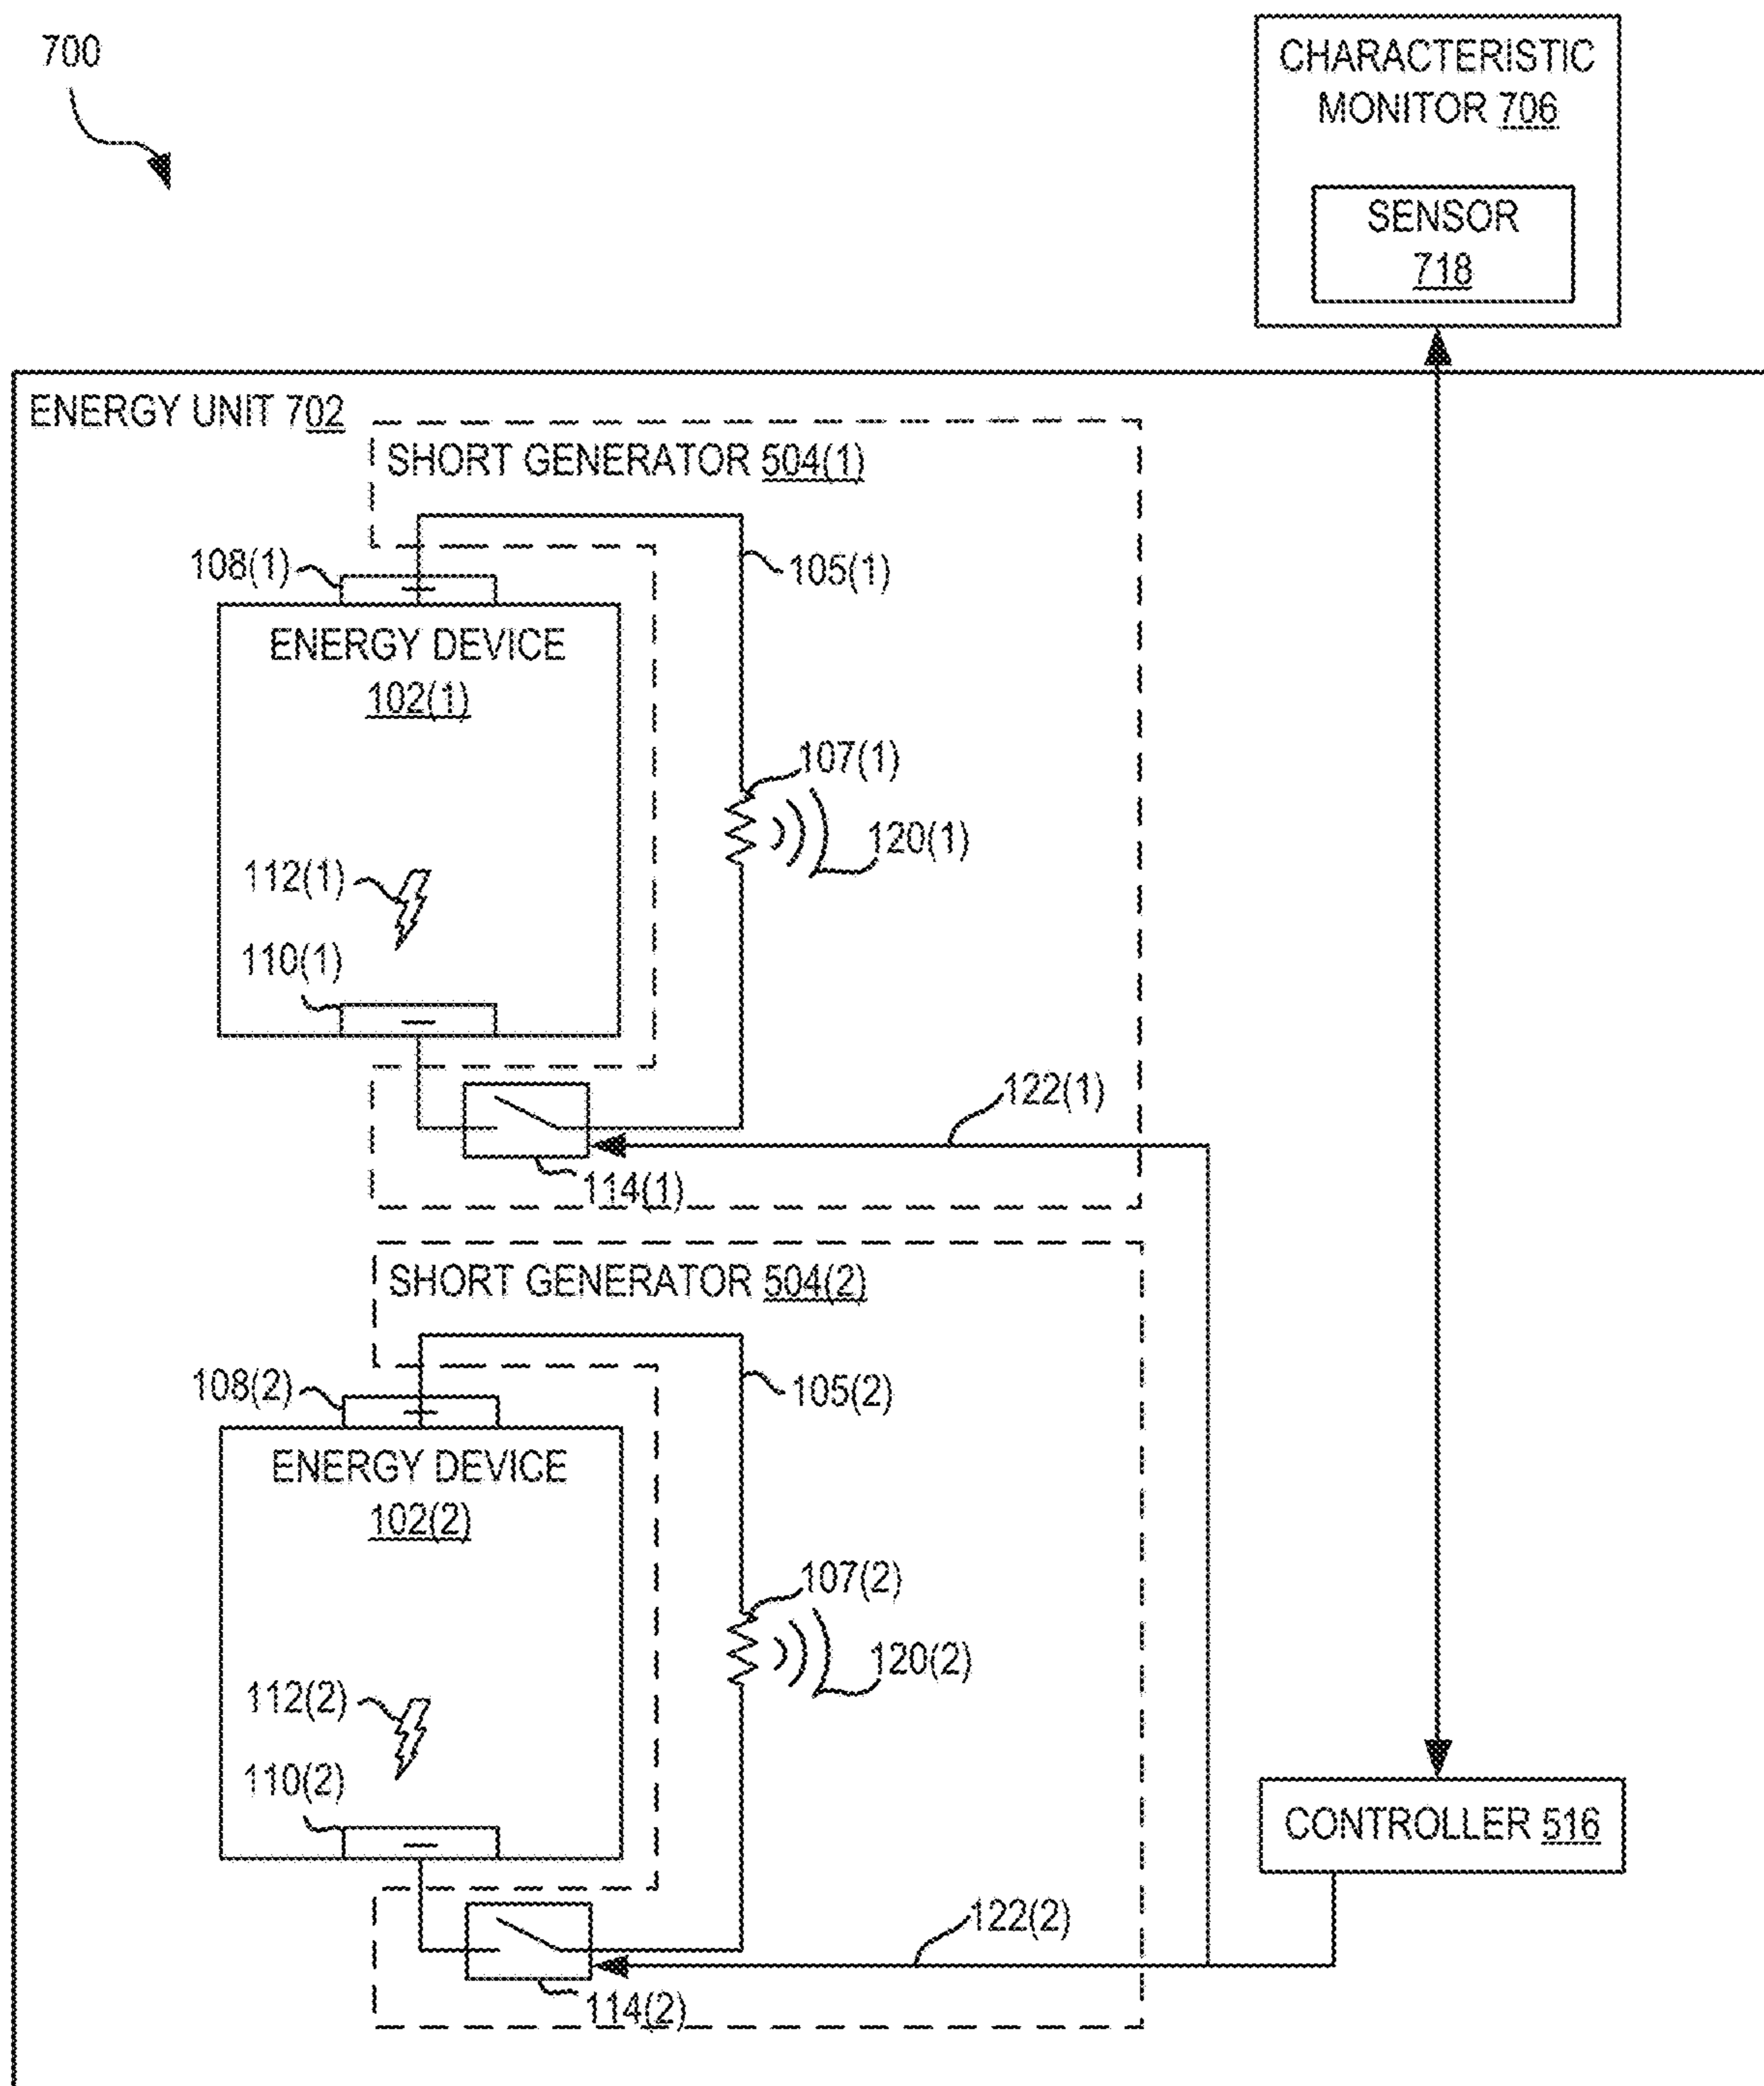 700
CHARACTERISTIC
MONITOR 706
SENSOR
718
ENERGY UNIT 702
SHORT GENERATOR 504(1)
108(1)
105(1)
ENERGY DEVICE
102(1)
107(1)
120(1)
112(1)
110(1)
122(1)
114(1)
SHORT GENERATOR 504(2)
108(2)
105(2)
ENERGY DEVICE
102(2)
107(2)
120(2)
112(2)
110(2)
CONTROLLER 516
122(2)
114(2)